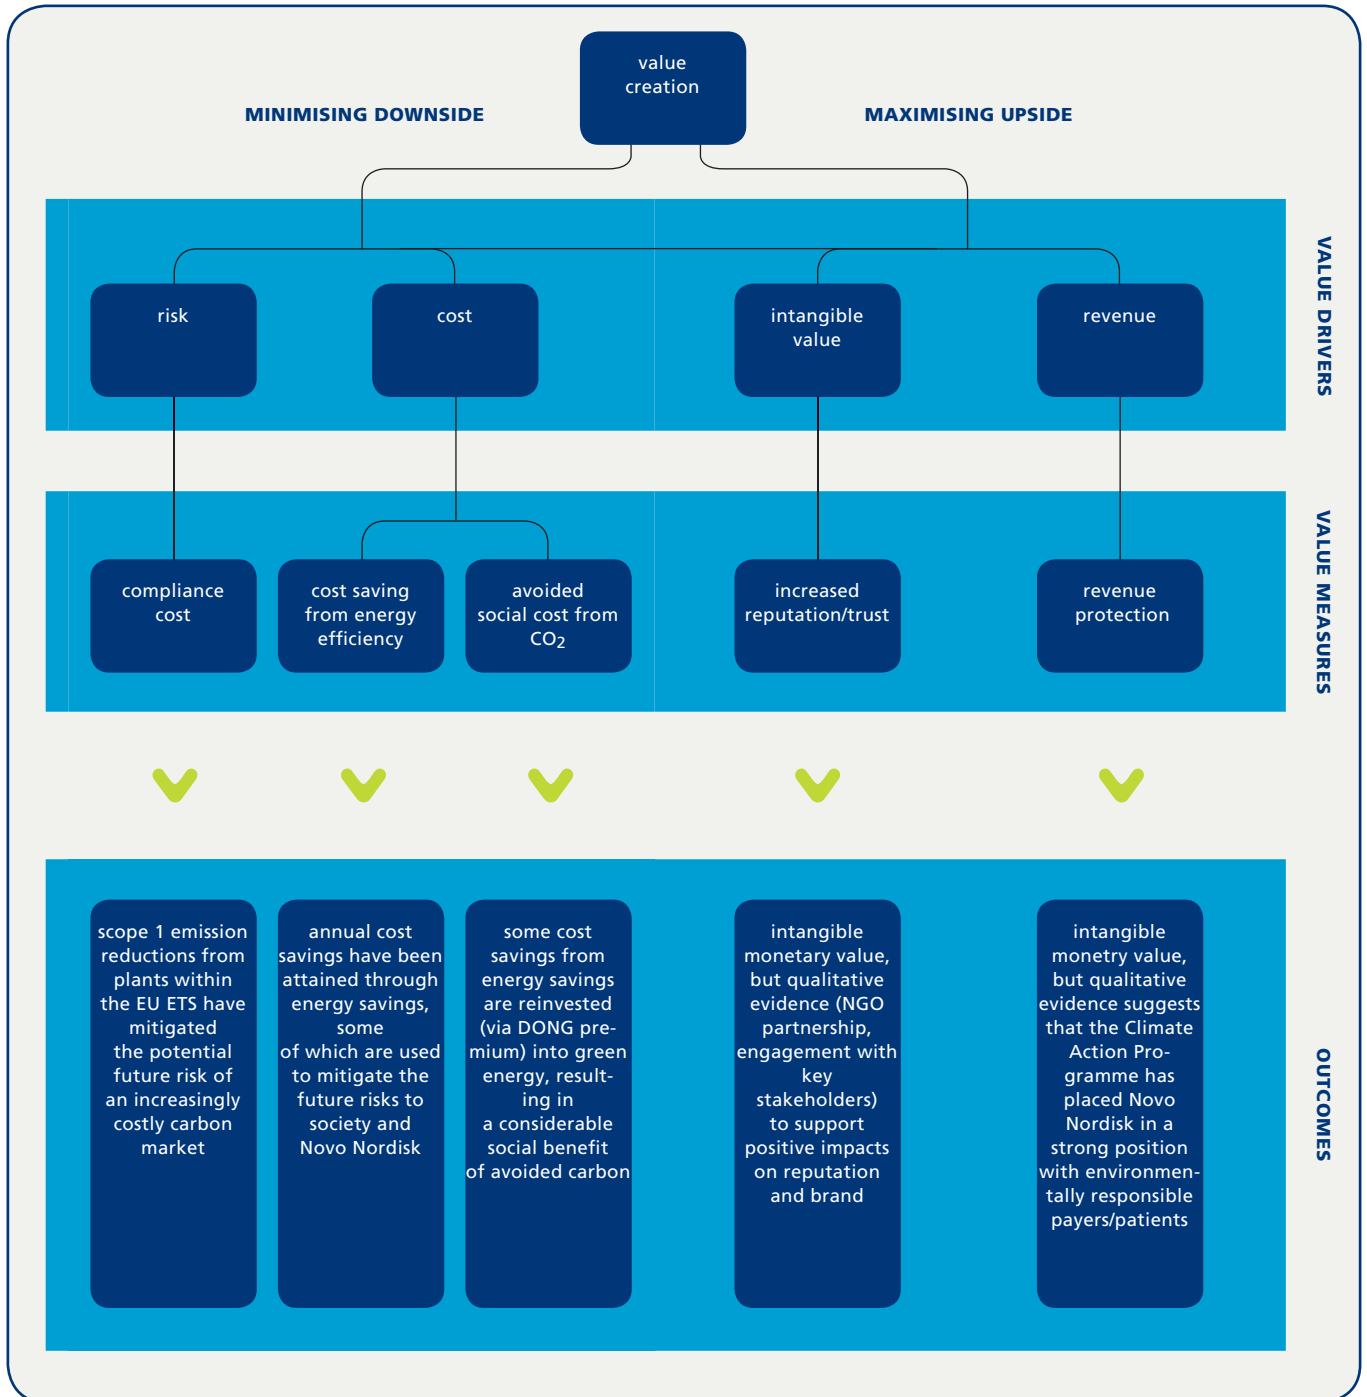 value
creation
MINIMISING DOWNSIDE
MAXIMISING UPSIDE
VALUE DRIVERS
risk
cost
intangible
value
revenue
VALUE MEASURES
compliance
cost
cost saving
from energy
efficiency
avoided
social cost from
CO2
increased
reputation/trust
revenue
protection
OUTCOMES
scope 1 emission
reductions from
plants within
the EU ETS have
mitigated
the potential
future risk of
an increasingly
costly carbon
market
annual cost
savings have been
attained through
energy savings,
some
of which are used
to mitigate the
future risks to
society and
Novo Nordisk
some cost
savings from
energy savings
are reinvested
(via DONG pre-
mium) into green
energy, result-
ing in
a considerable
social benefit
of avoided carbon
intangible
monetary value,
but qualitative
evidence (NGO
partnership,
engagement with
key
stakeholders)
to support
positive impacts
on reputation
and brand
intangible
monetry value,
but qualitative
evidence suggests
that the Climate
Action Pro-
gramme has
placed Novo
Nordisk in a
strong position
with environmen-
tally responsible
payers/patients